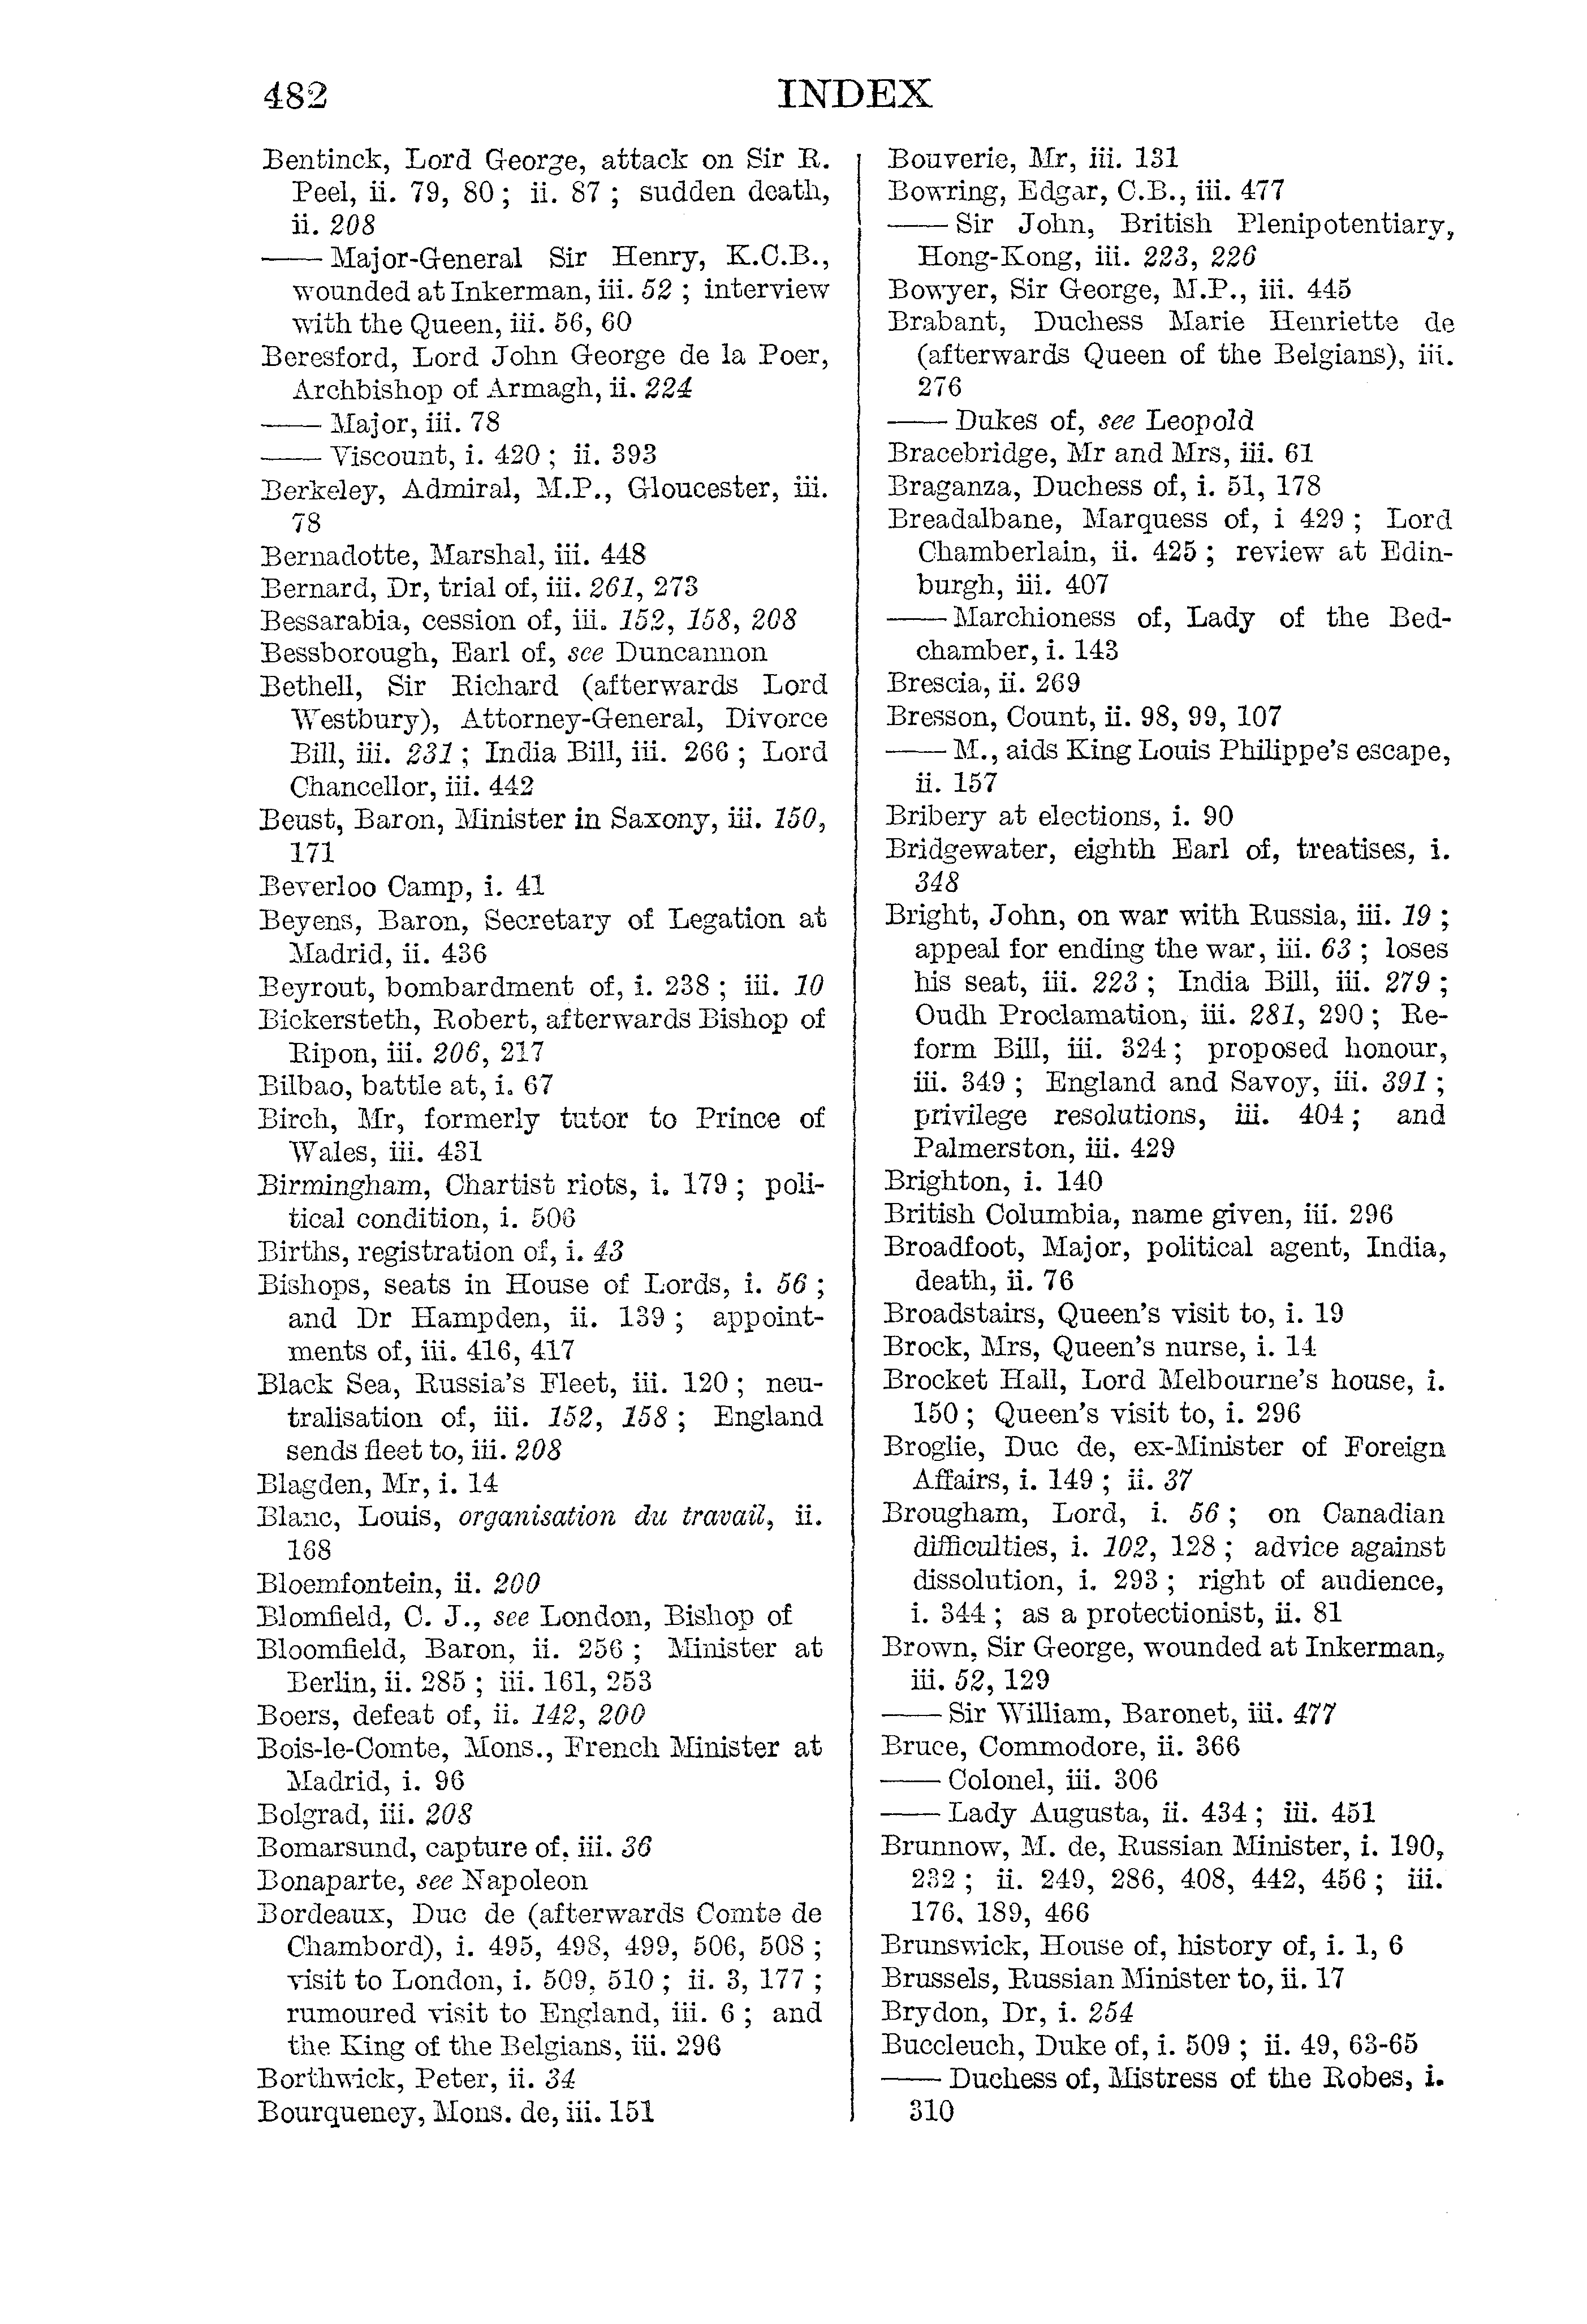 482
INDEX
Bentinck, Lord George, attack on Sir R.
Peel, ii. 79, 80 ; ii. 87 ; sudden death,
ii. 208
—— Major-General Sir Henry, K.C.B.,
wounded at Inkerman, iii. 52 ; interview
with the Queen, iii. 56, 60
Beresford, Lord John George de la Poer,
Archbishop of Armagh, ii. 224
—— Major, iii. 78
—— Viscount, i. 420 ; ii. 393
Berkeley, Admiral, M.P., Gloucester, iii.
78
Bernadotte, Marshal, iii. 448
Bernard, Dr, trial of, iii. 261, 273
Bessarabia, cession of, iii. 152, 158, 208
Bessborough, Earl of, see Duncannon
Bethell, Sir Richard (afterwards Lord
Westbury), Attorney-General, Divorce
Bill, iii. 231 ; India Bill, iii. 266 ; Lord
Chancellor, iii. 442
Beust, Baron, Minister in Saxony, iii. 150,
171
Beverloo Camp, i. 41
Beyens, Baron, Secretary of Legation at
Madrid, ii. 436
Beyrout, bombardment of, i. 238 ; iii. 10
Bickersteth, Robert, afterwards Bishop of
Ripon, iii. 206, 217
Bilbao, battle at, i. 67
Birch, Mr, formerly tutor to Prince of
Wales, iii. 431
Birmingham, Chartist riots, i. 179 ; poli-
tical condition, i. 506
Births, registration of, i. 43
Bishops, seats in House of Lords, i. 56 ;
and Dr Hampden, ii. 139 ; appoint-
ments of, iii. 416, 417
Black Sea, Russia's Fleet, iii. 120 ; neu-
tralisation of, iii. 152, 158 ; England
sends fleet to, iii. 208
Blagden, Mr, i. 14
Blanc, Louis, organisation du travail, ii.
168
Bloemfontein, ii. 200
Blomfield, C. J., see London, Bishop of
Bloomfield, Baron, ii. 256 ; Minister at
Berlin, ii. 285 ; iii. 161, 253
Boers, defeat of, ii. 142, 200
Bois-le-Comte, Mons., French Minister at
Madrid, i. 96
Bolgrad, iii. 208
Bomarsund, capture of, iii. 36
Bonaparte, see Napoleon
Bordeaux, Duc de (afterwards Comte de
Chambord), i. 495, 498, 499, 506, 508 ;
visit to London, i. 509, 510 ; ii. 3, 177 ;
rumoured visit to England, iii. 6 ; and
the King of the Belgians, iii. 296
Borthwick, Peter, ii. 34
Bourqueney, Mons. de, iii. 151
Bouverie, Mr, iii. 131
Bowring, Edgar, C.B., iii. 477
—— Sir John, British Plenipotentiary,
Hong-Kong, iii. 223, 226
Bowyer, Sir George, M.P., iii. 445
Brabant, Duchess Marie Henriette de
(afterwards Queen of the Belgians), iii.
276
—— Dukes of, see Leopold
Bracebridge, Mr and Mrs, iii. 61
Braganza, Duchess of, i. 51, 178
Breadalbane, Marquess of, i 429 ; Lord
Chamberlain, ii. 425 ; review at Edin-
burgh, iii. 407
—— Marchioness of, Lady of the Bed-
chamber, i. 143
Brescia, ii. 269
Bresson, Count, ii. 98, 99, 107
—— M., aids King Louis Philippe's escape,
ii. 157
Bribery at elections, i. 90
Bridgewater, eighth Earl of, treatises, i.
348
Bright, John, on war with Russia, iii. 19 ;
appeal for ending the war, iii. 63 ; loses
his seat, iii. 223 ; India Bill, iii. 279 ;
Oudh Proclamation, iii. 281, 290 ; Re-
form Bill, iii. 324 ; proposed honour,
iii. 349 ; England and Savoy, iii. 391 ;
privilege resolutions, iii. 404 ; and
Palmerston, iii. 429
Brighton, i. 140
British Columbia, name given, iii. 296
Broadfoot, Major, political agent, India,
death, ii. 76
Broadstairs, Queen's visit to, i. 19
Brock, Mrs, Queen's nurse, i. 14
Brocket Hall, Lord Melbourne's house, i.
150 ; Queen's visit to, i. 296
Broglie, Duc de, ex-Minister of Foreign
Affairs, i. 149 ; ii. 37
Brougham, Lord, i. 56 ; on Canadian
difficulties, i. 102, 128 ; advice against
dissolution, i. 293 ; right of audience,
i. 344 ; as a protectionist, ii. 81
Brown, Sir George, wounded at Inkerman,
iii. 52, 129
—— Sir William, Baronet, iii. 477
Bruce, Commodore, ii. 366
—— Colonel, iii. 306
—— Lady Augusta, ii. 434 ; iii. 451
Brunnow, M. de, Russian Minister, i. 190,
232 ; ii. 249, 286, 408, 442, 456 ; iii.
176, 189, 466
Brunswick, House of, history of, i. 1, 6
Brussels, Russian Minister to, ii. 17
Brydon, Dr, i. 254
Buccleuch, Duke of, i. 509 ; ii. 49, 63-65
—— Duchess of, Mistress of the Robes, i.
310